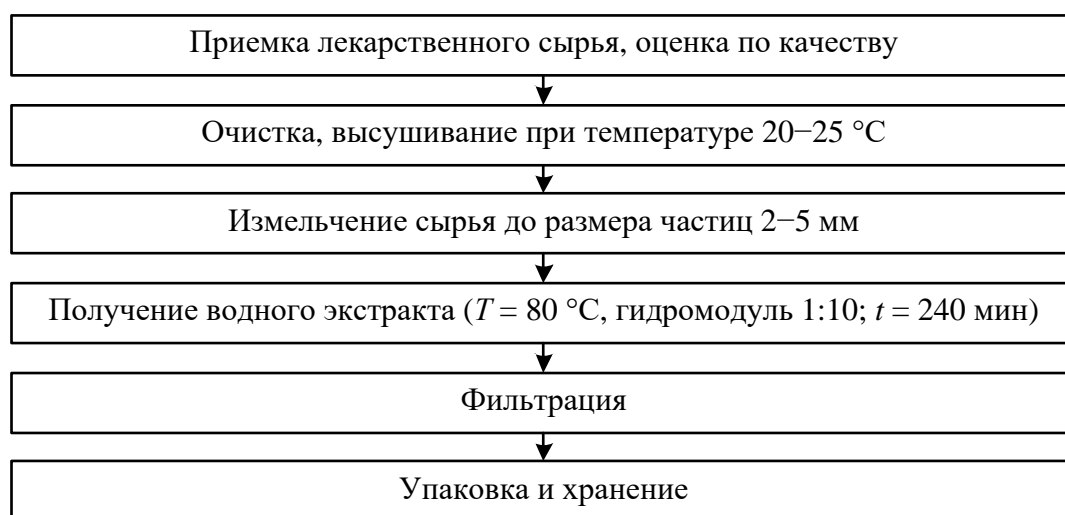 Приемка лекарственного сырья, оценка по качеству
Очистка, высушивание при температуре 20−25 °С
Измельчение сырья до размера частиц 2−5 мм
Получение водного экстракта (T = 80 °С, гидромодуль 1:10; t = 240 мин)
Фильтрация
Упаковка и хранение